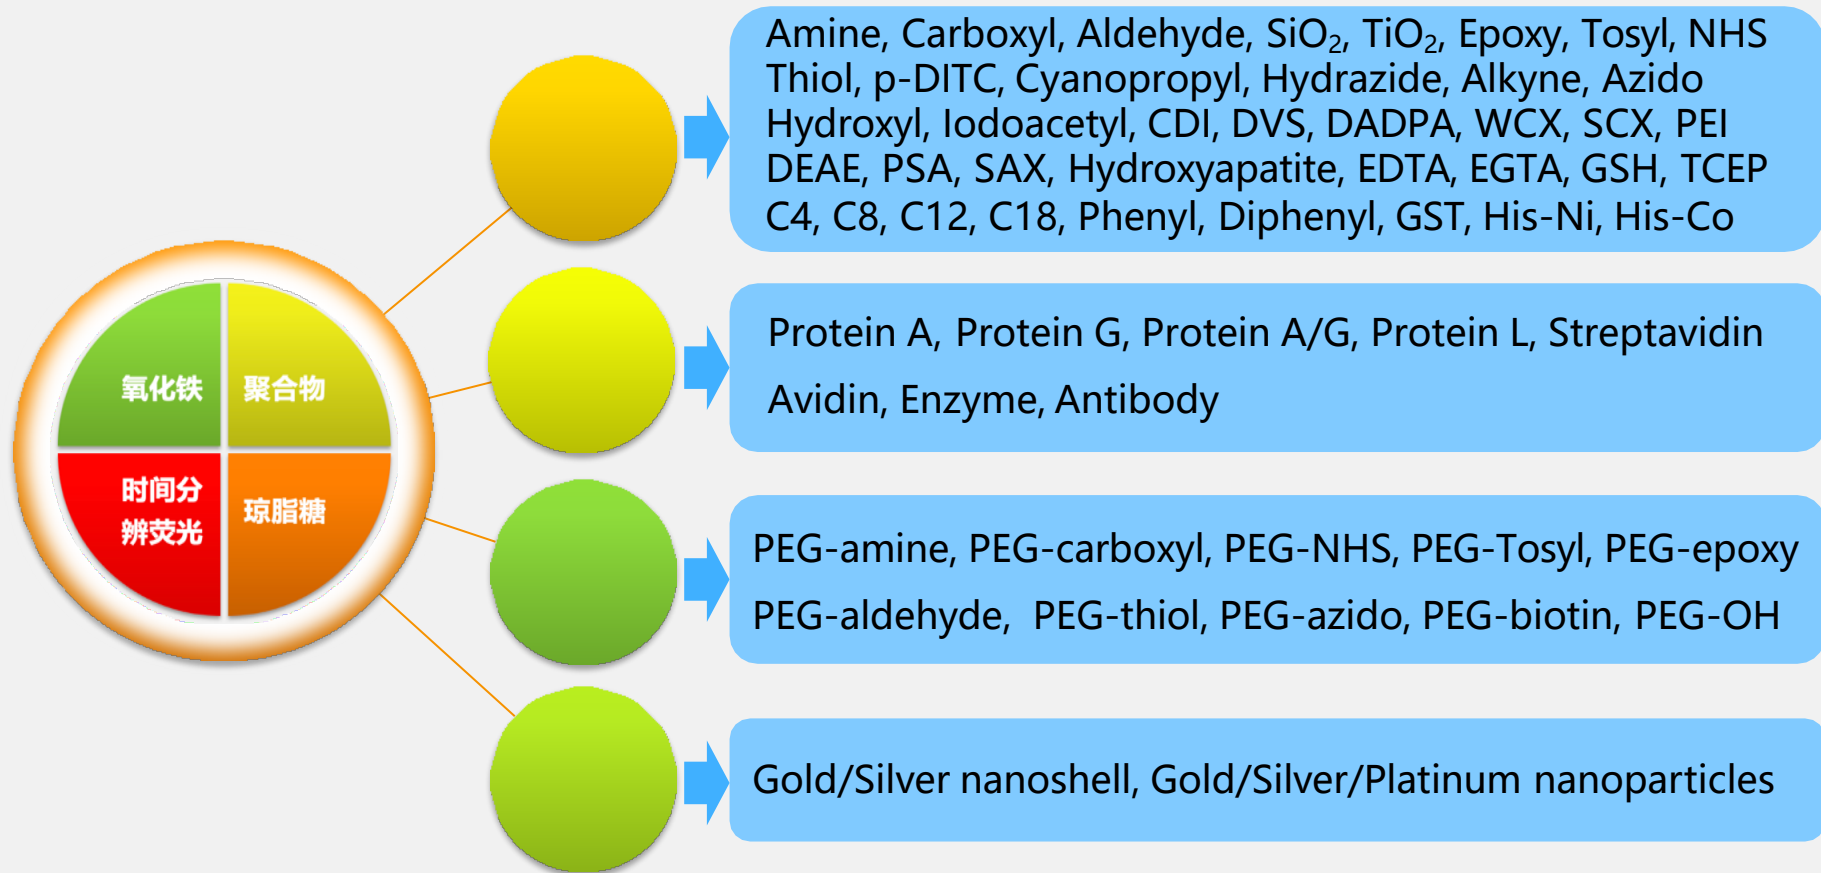 氧化铁
聚合物
时间分
辨荧光
琼脂糖
Amine, Carboxyl, Aldehyde, SiO₂, TiO₂, Epoxy, Tosyl, NHS
Thiol, p-DITC, Cyanopropyl, Hydrazide, Alkyne, Azido
Hydroxyl, Iodoacetyl, CDI, DVS, DADPA, WCX, SCX, PEI
DEAE, PSA, SAX, Hydroxyapatite, EDTA, EGTA, GSH, TCEP
C4, C8, C12, C18, Phenyl, Diphenyl, GST, His-Ni, His-Co
Protein A, Protein G, Protein A/G, Protein L, Streptavidin
Avidin, Enzyme, Antibody
PEG-amine, PEG-carboxyl, PEG-NHS, PEG-Tosyl, PEG-epoxy
PEG-aldehyde, PEG-thiol, PEG-azido, PEG-biotin, PEG-OH
Gold/Silver nanoshell, Gold/Silver/Platinum nanoparticles